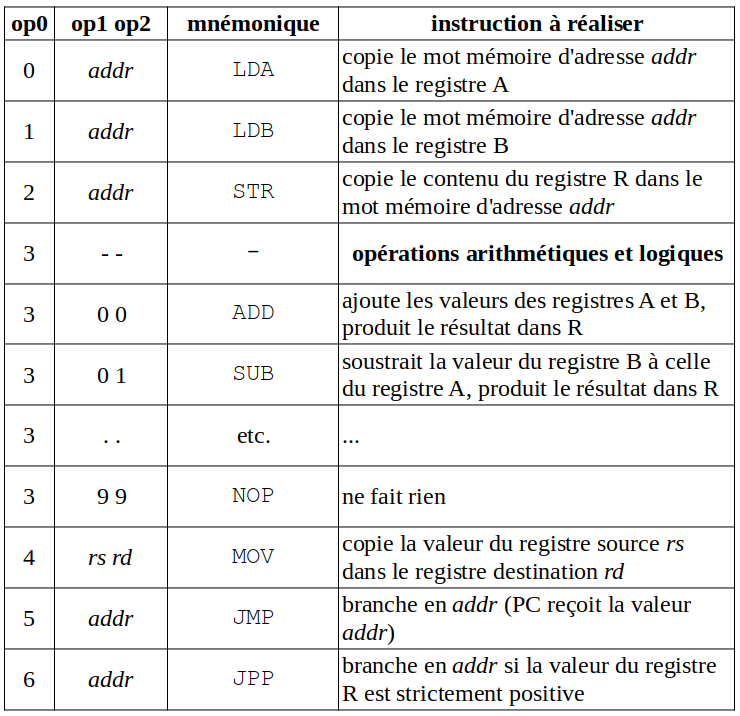 op0 op1 op2 mnémonique instruction à réaliser
0 addr LDA copie le mot mémoire d'adresse addr
dans le registre A
1 addr LDB copie le mot mémoire d'adresse addr
dans le registre B
2 addr STR copie le contenu du registre R dans le
mot mémoire d'adresse addr
3 - - – opérations arithmétiques et logiques
3 0 0 ADD ajoute les valeurs des registres A et B,
produit le résultat dans R
3 0 1 SUB soustrait la valeur du registre B à celle
du registre A, produit le résultat dans R
3 . . etc. ...
3 9 9 NOP ne fait rien
4 rs rd MOV copie la valeur du registre source rs
dans le registre destination rd
5 addr JMP branche en addr (PC reçoit la valeur
addr)
6 addr JPP branche en addr si la valeur du registre
R est strictement positive